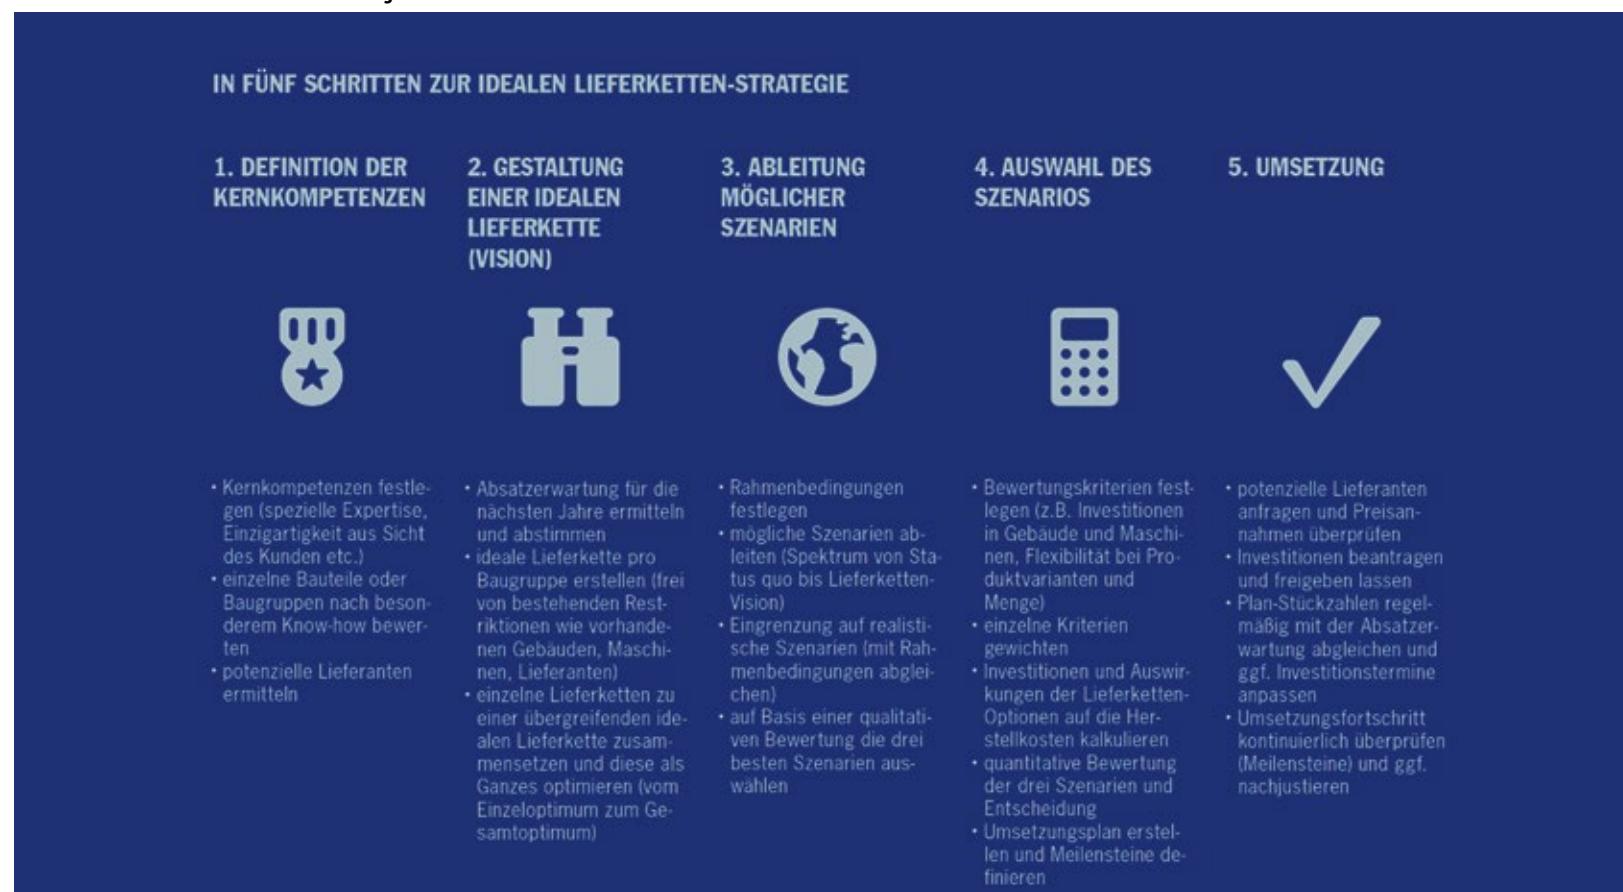 IN FÜNF SCHRITTEN ZUR IDEALEN LIEFERKETTEN-STRATEGIE
1. DEFINITION DER
KERNKOMPETENZEN
• Kernkompetenzen festle-
gen (spezielle Expertise,
Einzigartigkeit aus Sicht
des Kunden etc.)
• einzelne Bauteile oder
Baugruppen nach beson-
derem Know-how bewer-
ten
• potenzielle Lieferanten
ermitteln
2. GESTALTUNG
EINER IDEALEN
LIEFERKETTE
(VISION)
• Absatzerwartung für die
nächsten Jahre ermitteln
und abstimmen
• ideale Lieferkette pro
Baugruppe erstellen (frei
von bestehenden Rest-
riktionen wie vorhande-
nen Gebäuden, Maschi-
nen, Lieferanten)
• einzelne Lieferketten zu
einer übergreifenden ide-
alen Lieferkette zusam-
mensetzen und diese als
Ganzes optimieren (vom
Einzeloptimum zum Ge-
samtoptimum)
3. ABLEITUNG
MÖGLICHER
SZENARIEN
• Rahmenbedingungen
festlegen
• mögliche Szenarien ab-
leiten (Spektrum von Sta-
tus quo bis Lieferketten-
Vision)
• Eingrenzung auf realisti-
sche Szenarien (mit Rah-
menbedingungen abglei-
chen)
• auf Basis einer qualitati-
ven Bewertung die drei
besten Szenarien aus-
wählen
4. AUSWAHL DES
SZENARIOS
• Bewertungskriterien fest-
legen (z.B. Investitionen
in Gebäude und Maschi-
nen, Flexibilität bei Pro-
duktvarianten und
Menge)
• einzelne Kriterien
gewichten
• Investitionen und Auswir-
kungen der Lieferketten-
Optionen auf die Her-
stellkosten kalkulieren
• quantitative Bewertung
der drei Szenarien und
Entscheidung
• Umsetzungsplan erstel-
len und Meilensteine de-
finieren
5. UMSETZUNG
• potenzielle Lieferanten
anfragen und Preisan-
nahmen überprüfen
• Investitionen beantragen
und freigeben lassen
• Plan-Stückzahlen regel-
mäßig mit der Absatzer-
wartung abgleichen und
ggf. Investitionstermine
anpassen
• Umsetzungsfortschritt
kontinuierlich überprüfen
(Meilensteine) und ggf.
nachjustieren